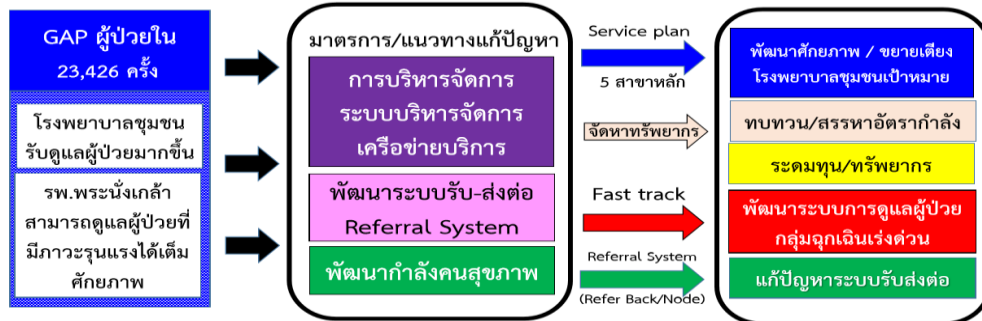 GAP ผู้ป่วยใน
23,426 ครั้ง
โรงพยาบาลชุมชน
รับดูแลผู้ป่วยมากขึ้น
รพ.พระนั่งเกล้า
สามารถดูแลผู้ป่วยที่
มีภาวะรุนแรงได้เต็ม
ศักยภาพ
มาตรการ/แนวทางแก้ปัญหา
การบริหารจัดการ
ระบบบริหารจัดการ
เครือข่ายบริการ
พัฒนาระบบรับ-ส่งต่อ
Referral System
พัฒนากำลังคนสุขภาพ
Service plan
5 สาขาหลัก
จัดหาทรัพยากร
Fast track
Referral System
(Refer Back/Node)
พัฒนาศักยภาพ / ขยายเตียง
โรงพยาบาลชุมชนเป้าหมาย
ทบทวน/สรรหาอัตรากำลัง
ระดมทุน/ทรัพยากร
พัฒนาระบบการดูแลผู้ป่วย
กลุ่มฉุกเฉินเร่งด่วน
แก้ปัญหาระบบรับส่งต่อ